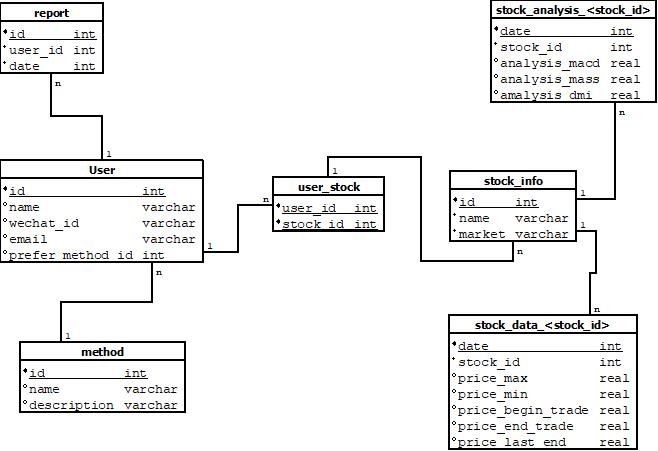 report
id int
user_id int
date int
n
1
User
id int
name varchar
wechat_id varchar
email varchar
prefer_method_id int
1
n
n
1
method
id int
name varchar
description varchar
user_stock
user_id int
stock_id int
1
n
stock_analysis_<stock_id>
date int
stock_id int
analysis_macd real
analysis_mass real
amalysis_dmi real
n
1
stock_info
id int
name varchar
market varchar
1
n
stock_data_<stock_id>
date int
stock_id int
price_max real
price_min real
price_begin_trade real
price_end_trade real
price_last_end real